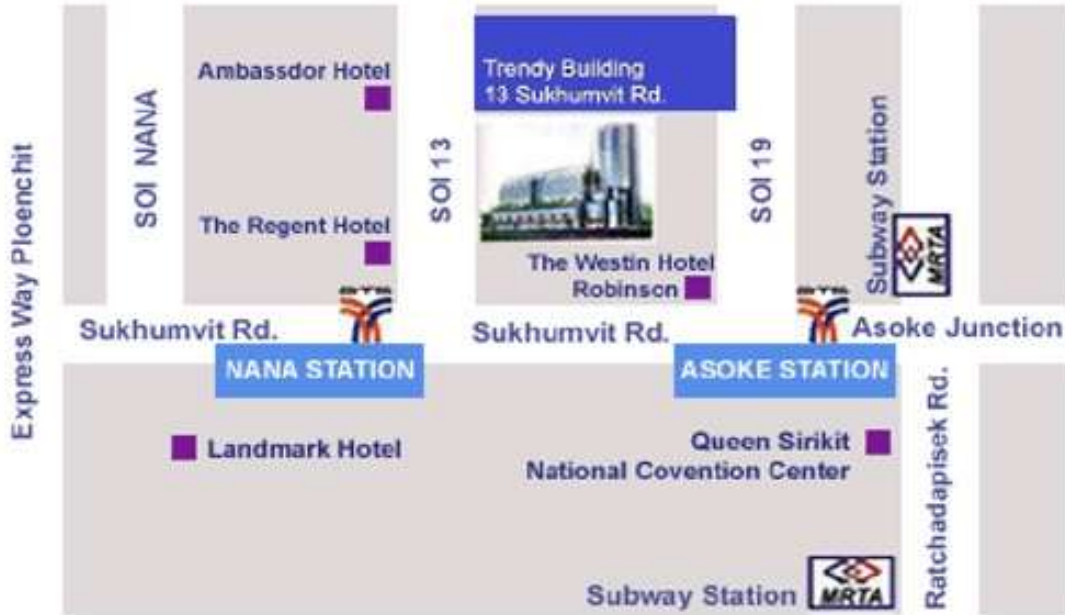 Ambassdor Hotel
Trendy Building
13 Sukhumvit Rd.
SOI NANA
SOI 13
SOI 19
Subway Station
MRTA
The Regent Hotel
Express Way Ploenchit
The Westin Hotel
Robinson
BTS
BTS
Sukhumvit Rd.
Sukhumvit Rd.
Asoke Junction
NANA STATION
ASOKE STATION
Landmark Hotel
Queen Sirikit
National Covention Center
Ratchadapisek Rd.
Subway Station
MRTA